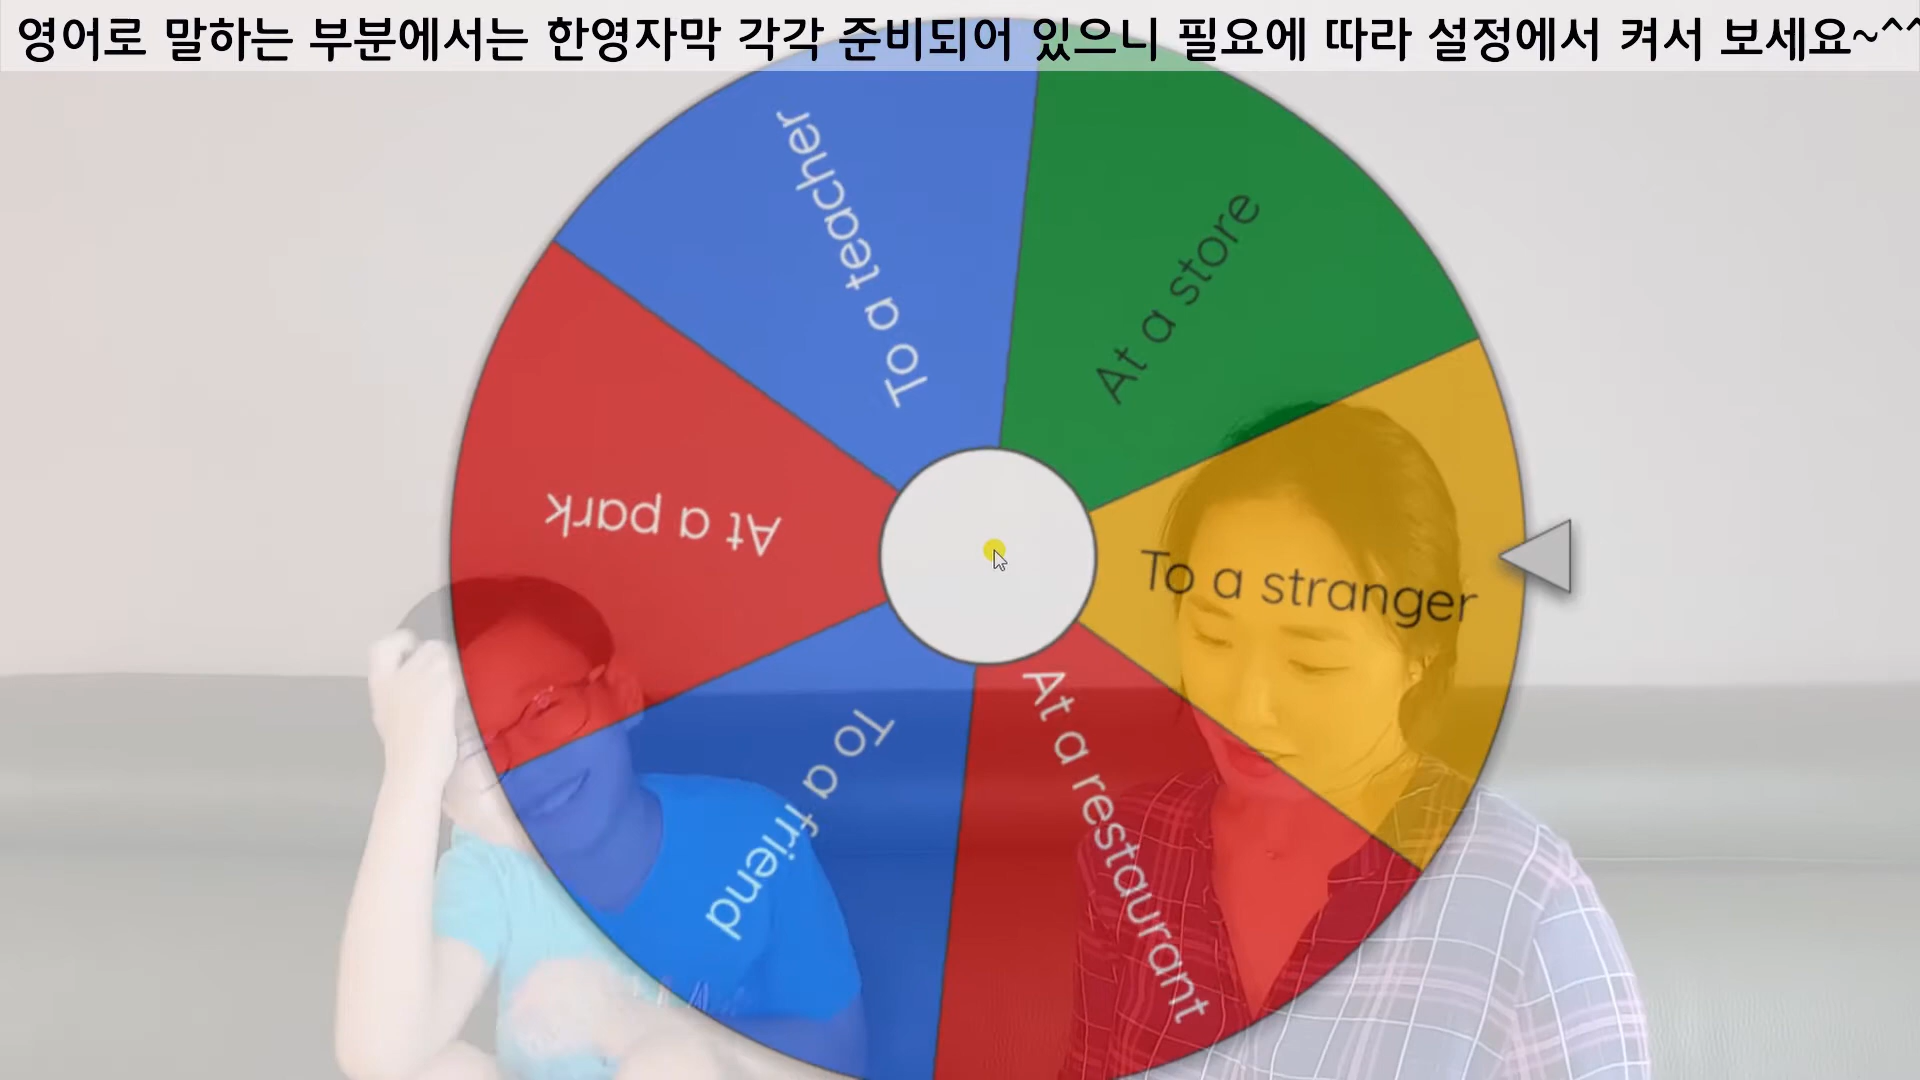 영어로 말하는 부분에서는 한영자막 각각 준비되어 있으니 필요에 따라 설정에서 켜서 보세요~^^
To a teacher
At a store
At a park
To a stranger
To a friend
At a restaurant